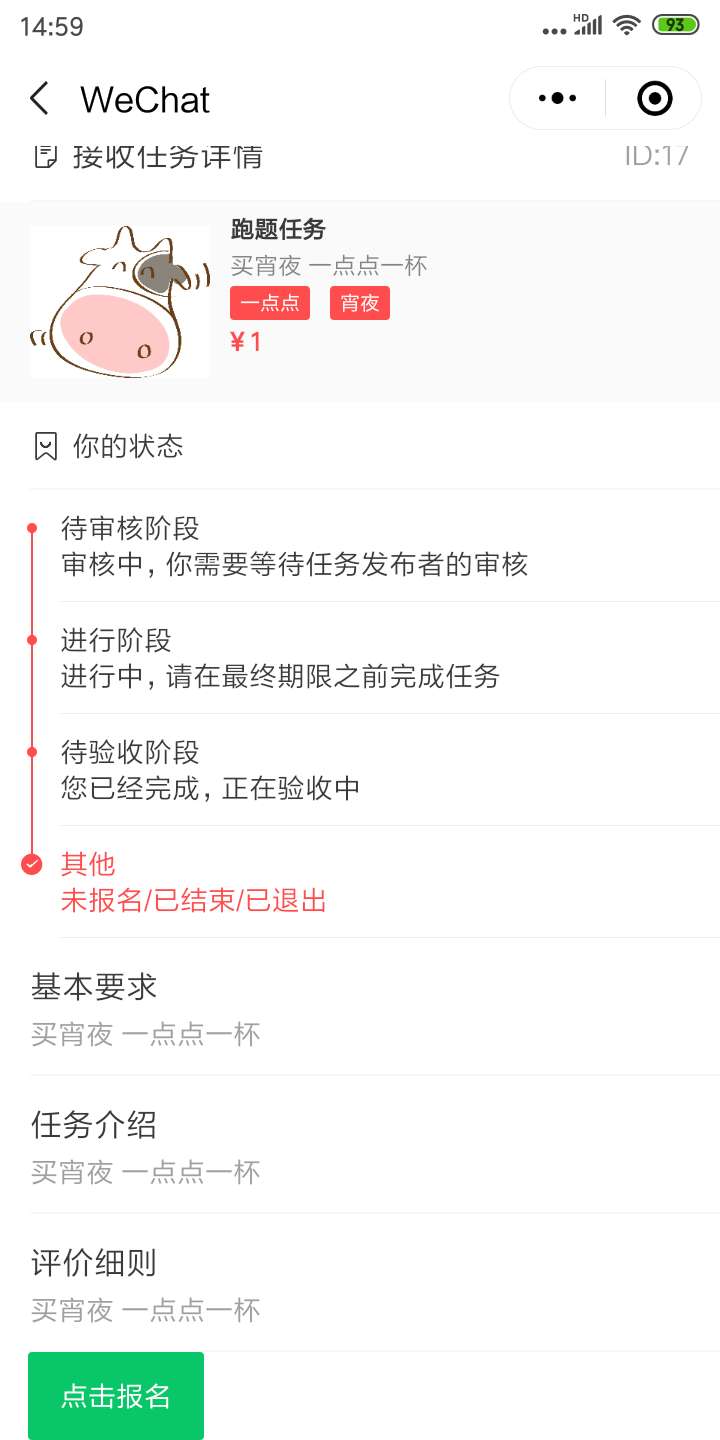 14:59
HD
93
WeChat
接收任务详情
ID:17
跑题任务
买宵夜 一点点一杯
一点点 宵夜
¥1
你的状态
待审核阶段
审核中，你需要等待任务发布者的审核
进行阶段
进行中，请在最终期限之前完成任务
待验收阶段
您已经完成，正在验收中
其他
未报名/已结束/已退出
基本要求
买宵夜 一点点一杯
任务介绍
买宵夜 一点点一杯
评价细则
买宵夜 一点点一杯
点击报名